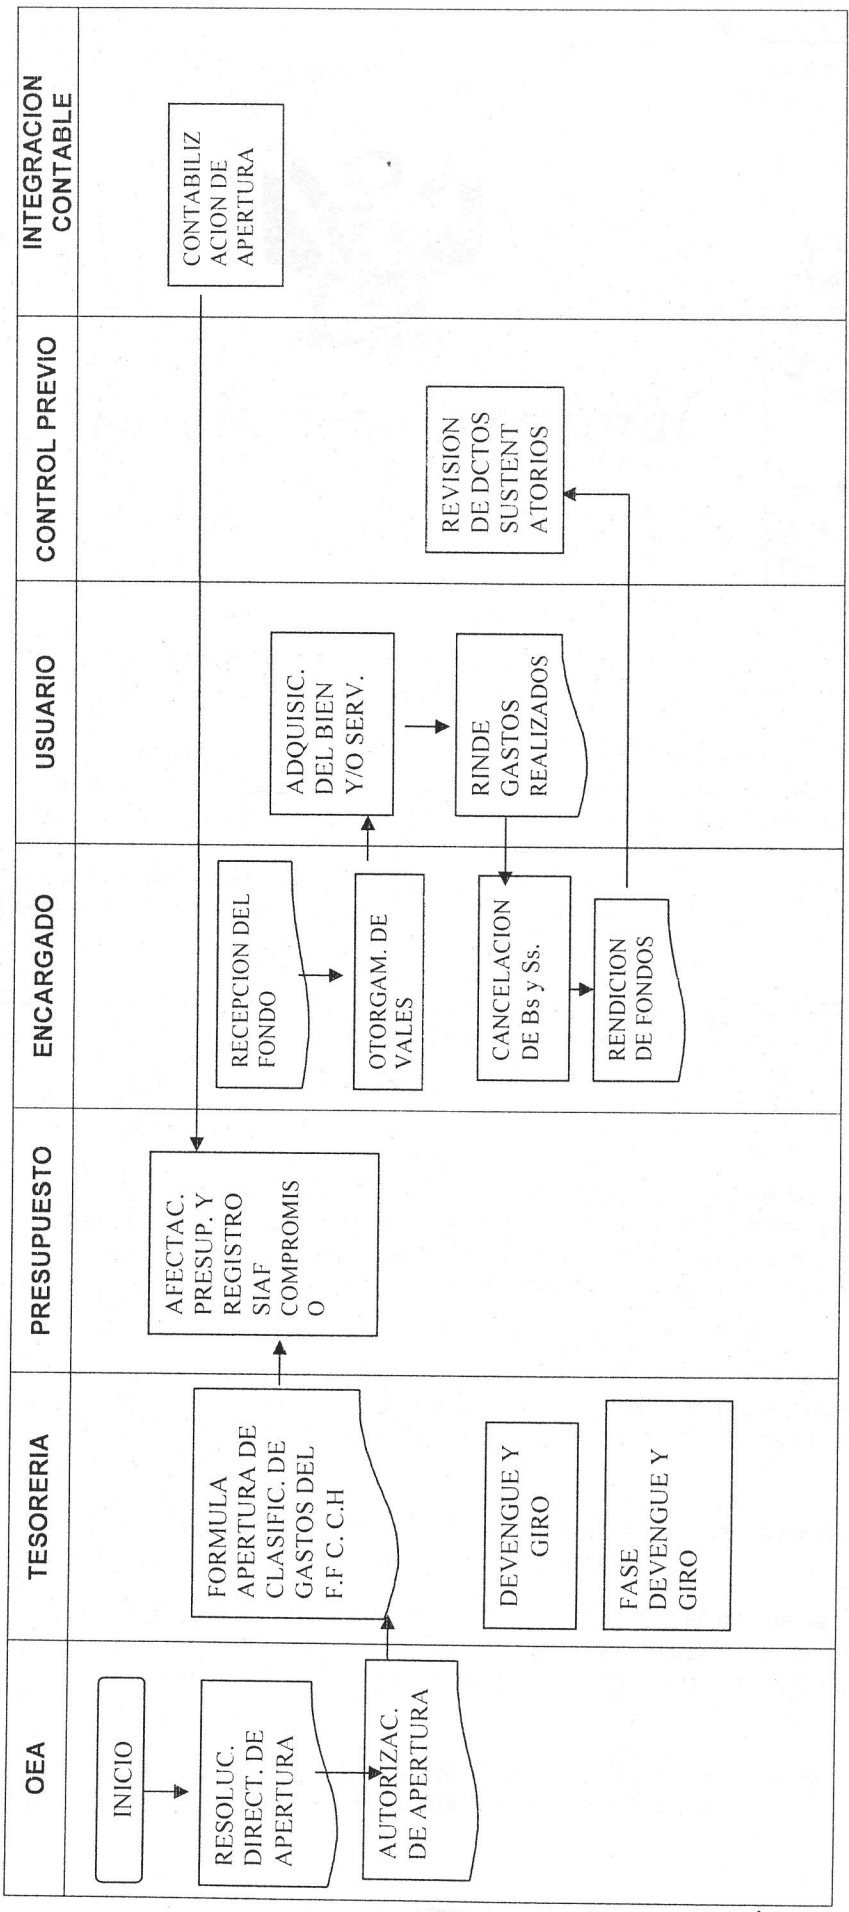 OEA
TESORERIA
PRESUPUESTO
ENCARGADO
USUARIO
CONTROL PREVIO
INTEGRACION
CONTABLE
INICIO
RESOLUC.
DIRECT. DE
APERTURA
AUTORIZAC.
DE APERTURA
FORMULA
APERTURA DE
CLASIFIC. DE
GASTOS DEL
F.F C. C.H
DEVENGUE Y
GIRO
FASE
DEVENGUE Y
GIRO
AFECTAC.
PRESUP. Y
REGISTRO
SIAF
COMPROMIS
O
RECEPCION DEL
FONDO
OTORGAM. DE
VALES
CANCELACION
DE Bs y Ss.
RENDICION
DE FONDOS
ADQUISIC.
DEL BIEN
Y/O SERV.
RINDE
GASTOS
REALIZADOS
REVISION
DE DCTOS
SUSTENT
ATORIOS
CONTABILIZ
ACION DE
APERTURA